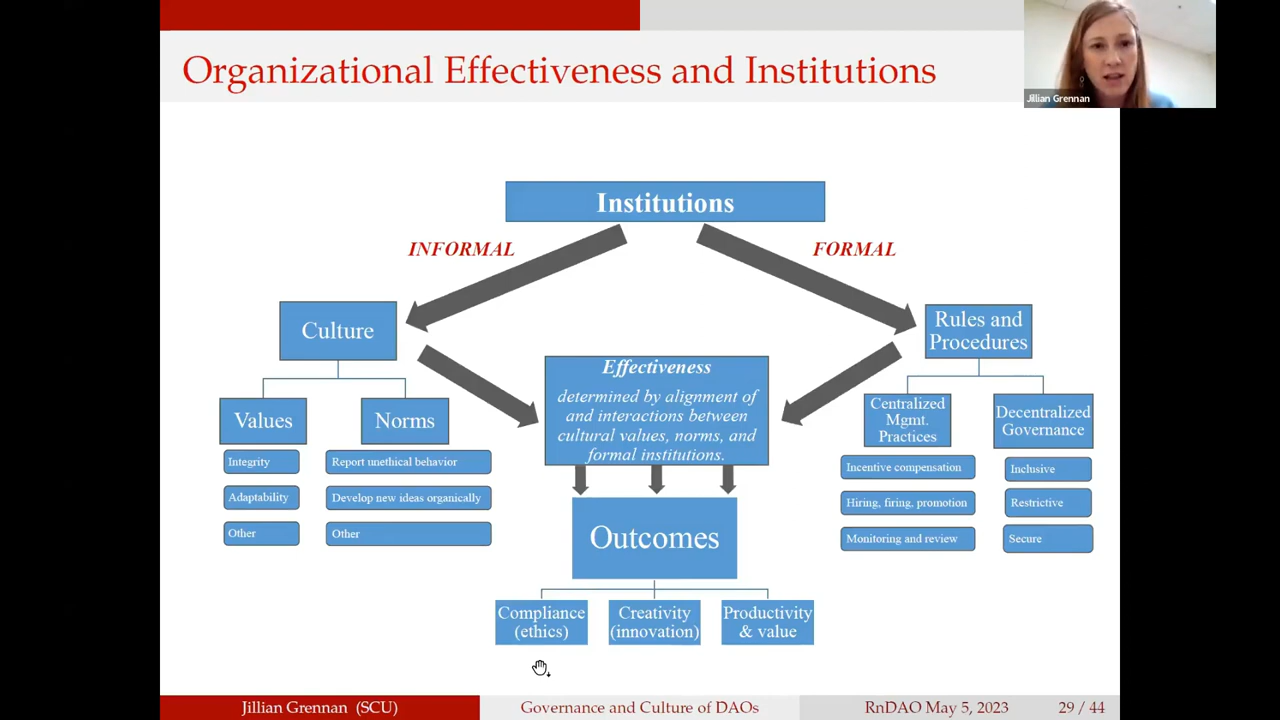 Organizational Effectiveness and Institutions
Jillian Grennan
Institutions
INFORMAL
FORMAL
Culture
Rules and
Procedures
Effectiveness
determined by alignment of
and interactions between
cultural values, norms, and
formal institutions.
Values
Norms
Centralized
Mgmt.
Practices
Decentralized
Governance
Integrity
Report unethical behavior
Incentive compensation
Inclusive
Adaptability
Develop new ideas organically
Hiring, firing, promotion
Restrictive
Other
Other
Monitoring and review
Secure
Outcomes
Compliance
(ethics)
Creativity
(innovation)
Productivity
& value
Jillian Grennan (SCU)
Governance and Culture of DAOs
RnDAO May 5, 2023
29 / 44